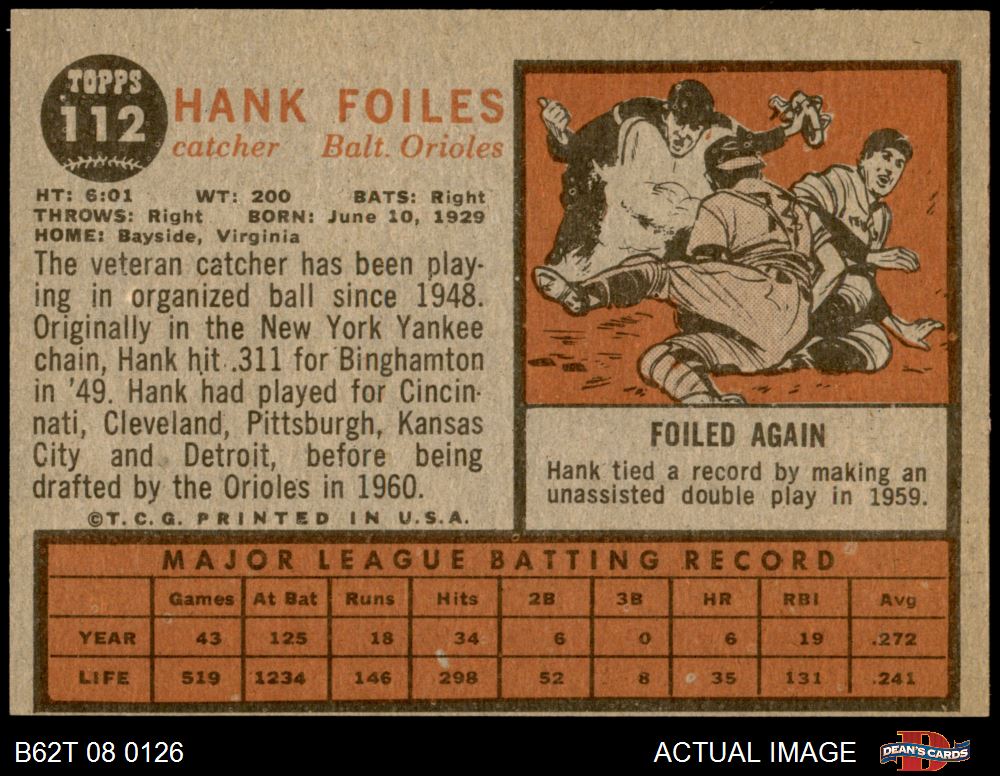 TOPPS
112
HANK FOILES
catcher Balt. Orioles
HT: 6:01 WT: 200 BATS: Right
THROWS: Right BORN: June 10, 1929
HOME: Bayside, Virginia
The veteran catcher has been play-
ing in organized ball since 1948.
Originally in the New York Yankee
chain, Hank hit .311 for Binghamton
in '49. Hank had played for Cincin-
nati, Cleveland, Pittsburgh, Kansas
City and Detroit, before being
drafted by the Orioles in 1960.
©T.C.G. PRINTED IN U.S.A.
FOILED AGAIN
Hank tied a record by making an
unassisted double play in 1959.
MAJOR LEAGUE BATTING RECORD
Games At Bat Runs Hits 2B 3B HR RBI Avg
YEAR 43 125 18 34 6 0 6 19 .272
LIFE 519 1234 146 298 52 8 35 131 .241
B62T 08 0126 ACTUAL IMAGE DEAN'S CARDS